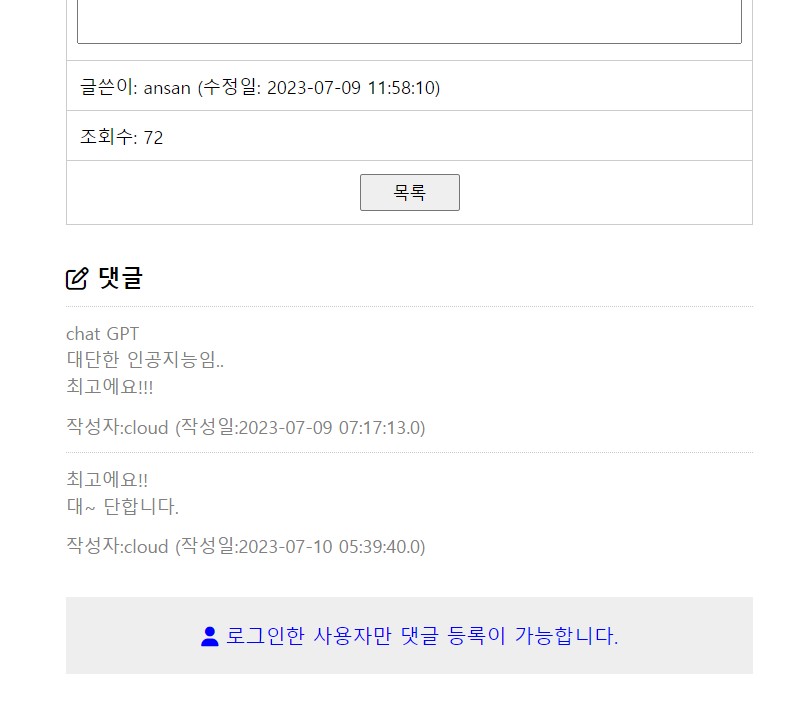 글쓴이: ansan (수정일: 2023-07-09 11:58:10)
조회수: 72
목록
댓글
chat GPT
대단한 인공지능임..
최고에요!!!
작성자:cloud (작성일:2023-07-09 07:17:13.0)
최고에요!!
대~ 단합니다.
작성자:cloud (작성일:2023-07-10 05:39:40.0)
로그인한 사용자만 댓글 등록이 가능합니다.